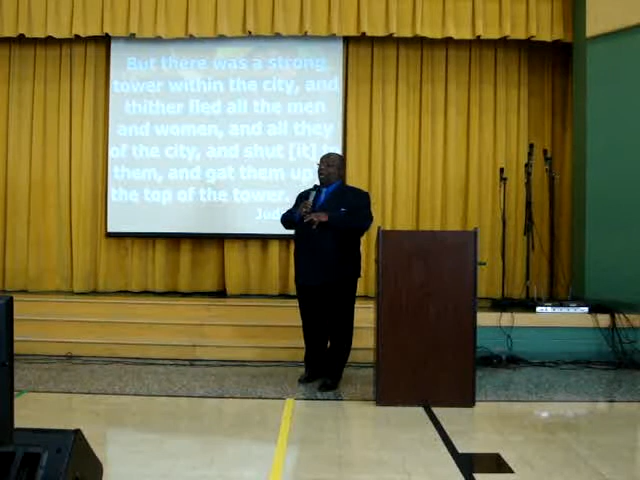 But there was a strong
tower within the city, and
thither fled all the men
and women, and all they
of the city, and shut [it]
them, and gat them up
the top of the tower.